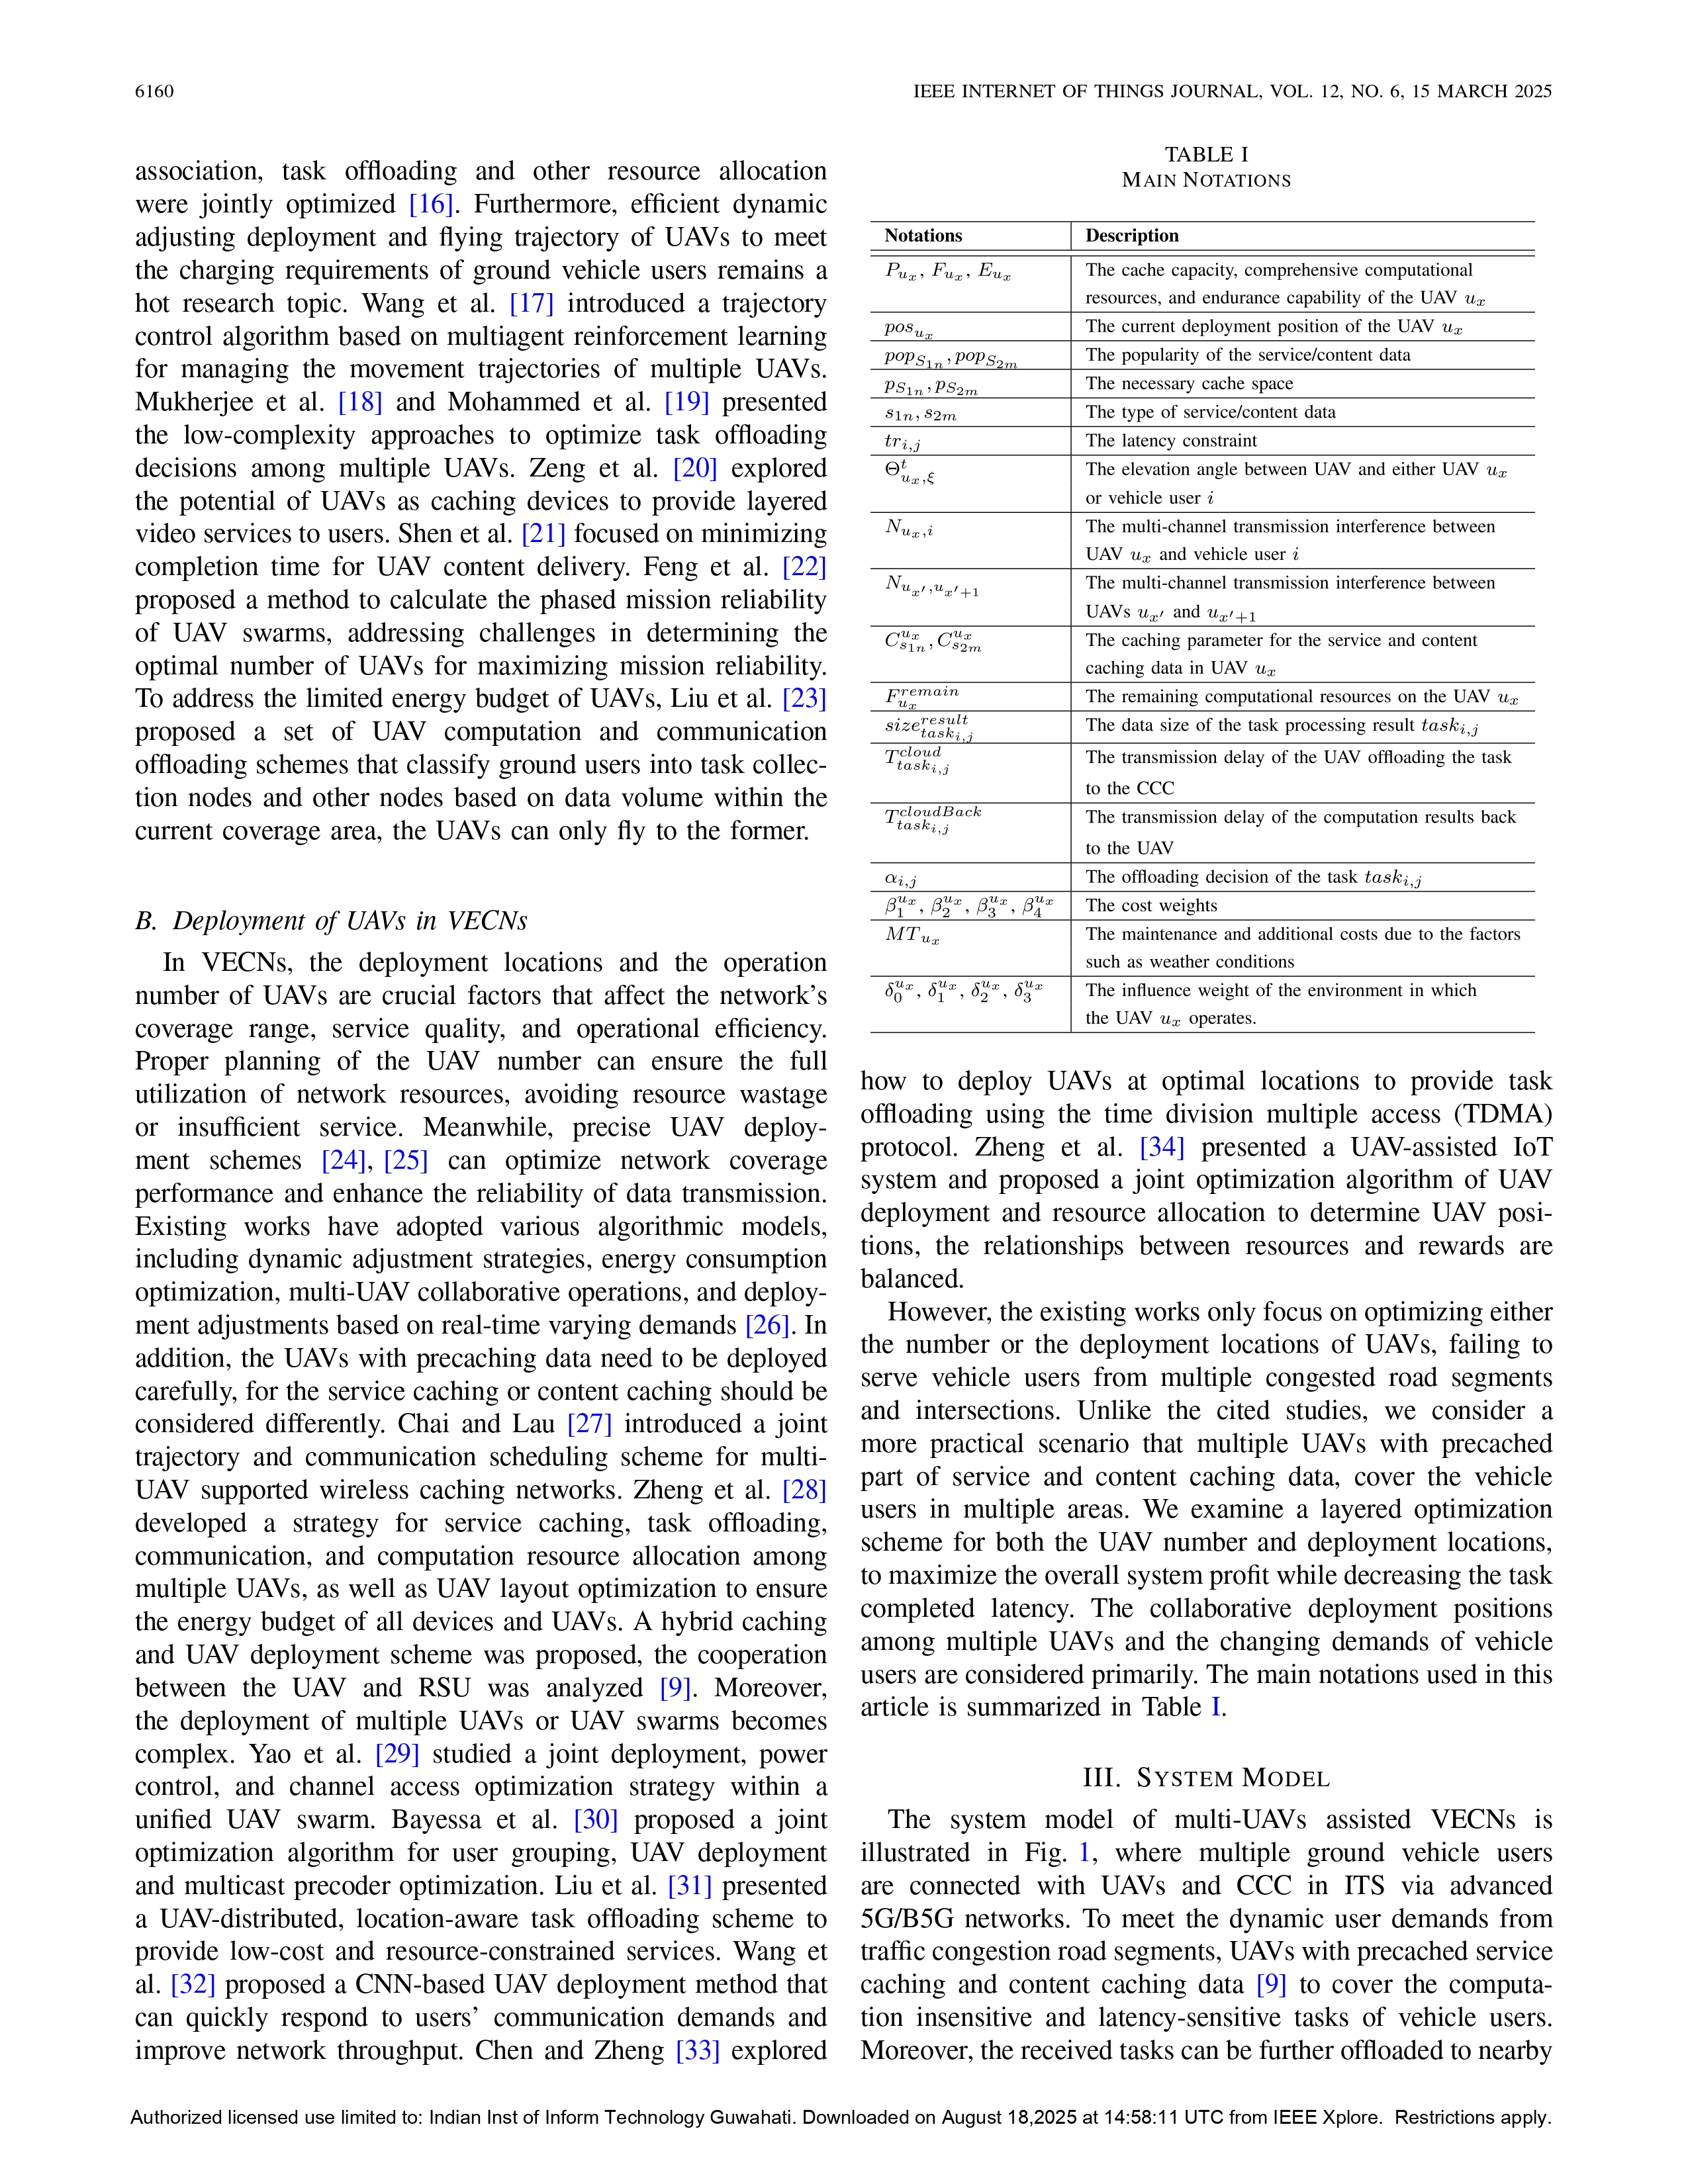 6160
IEEE INTERNET OF THINGS JOURNAL, VOL. 12, NO. 6, 15 MARCH 2025
association, task offloading and other resource allocation
were jointly optimized [16]. Furthermore, efficient dynamic
adjusting deployment and flying trajectory of UAVs to meet
the charging requirements of ground vehicle users remains a
hot research topic. Wang et al. [17] introduced a trajectory
control algorithm based on multiagent reinforcement learning
for managing the movement trajectories of multiple UAVs.
Mukherjee et al. [18] and Mohammed et al. [19] presented
the low-complexity approaches to optimize task offloading
decisions among multiple UAVs. Zeng et al. [20] explored
the potential of UAVs as caching devices to provide layered
video services to users. Shen et al. [21] focused on minimizing
completion time for UAV content delivery. Feng et al. [22]
proposed a method to calculate the phased mission reliability
of UAV swarms, addressing challenges in determining the
optimal number of UAVs for maximizing mission reliability.
To address the limited energy budget of UAVs, Liu et al. [23]
proposed a set of UAV computation and communication
offloading schemes that classify ground users into task collec-
tion nodes and other nodes based on data volume within the
current coverage area, the UAVs can only fly to the former.
B. Deployment of UAVs in VECNs
In VECNs, the deployment locations and the operation
number of UAVs are crucial factors that affect the network's
coverage range, service quality, and operational efficiency.
Proper planning of the UAV number can ensure the full
utilization of network resources, avoiding resource wastage
or insufficient service. Meanwhile, precise UAV deploy-
ment schemes [24], [25] can optimize network coverage
performance and enhance the reliability of data transmission.
Existing works have adopted various algorithmic models,
including dynamic adjustment strategies, energy consumption
optimization, multi-UAV collaborative operations, and deploy-
ment adjustments based on real-time varying demands [26]. In
addition, the UAVs with precaching data need to be deployed
carefully, for the service caching or content caching should be
considered differently. Chai and Lau [27] introduced a joint
trajectory and communication scheduling scheme for multi-
UAV supported wireless caching networks. Zheng et al. [28]
developed a strategy for service caching, task offloading,
communication, and computation resource allocation among
multiple UAVs, as well as UAV layout optimization to ensure
the energy budget of all devices and UAVs. A hybrid caching
and UAV deployment scheme was proposed, the cooperation
between the UAV and RSU was analyzed [9]. Moreover,
the deployment of multiple UAVs or UAV swarms becomes
complex. Yao et al. [29] studied a joint deployment, power
control, and channel access optimization strategy within a
unified UAV swarm. Bayessa et al. [30] proposed a joint
optimization algorithm for user grouping, UAV deployment
and multicast precoder optimization. Liu et al. [31] presented
a UAV-distributed, location-aware task offloading scheme to
provide low-cost and resource-constrained services. Wang et
al. [32] proposed a CNN-based UAV deployment method that
can quickly respond to users' communication demands and
improve network throughput. Chen and Zheng [33] explored
TABLE I
MAIN NOTATIONS
Notations | Description
P_{u_x}, F_{u_x}, E_{u_x} | The cache capacity, comprehensive computational
resources, and endurance capability of the UAV u_x
pos_{u_x} | The current deployment position of the UAV u_x
pop_{S_{1n}}, pop_{S_{2m}} | The popularity of the service/content data
p_{S_{1n}}, p_{S_{2m}} | The necessary cache space
s_{1n}, s_{2m} | The type of service/content data
tr_{i,j} | The latency constraint
Θ^t_{u_x,ξ} | The elevation angle between UAV and either UAV u_x
or vehicle user i
N_{u_x,i} | The multi-channel transmission interference between
UAV u_x and vehicle user i
N_{u_{x'},u_{x'+1}} | The multi-channel transmission interference between
UAVs u_{x'} and u_{x'+1}
C^{u_x}_{s_{1n}}, C^{u_x}_{s_{2m}} | The caching parameter for the service and content
caching data in UAV u_x
F^{remain}_{u_x} | The remaining computational resources on the UAV u_x
size^{result}_{task_{i,j}} | The data size of the task processing result task_{i,j}
T^{cloud}_{task_{i,j}} | The transmission delay of the UAV offloading the task
to the CCC
T^{cloudBack}_{task_{i,j}} | The transmission delay of the computation results back
to the UAV
α_{i,j} | The offloading decision of the task task_{i,j}
β^{u_x}_1, β^{u_x}_2, β^{u_x}_3, β^{u_x}_4 | The cost weights
MT_{u_x} | The maintenance and additional costs due to the factors
such as weather conditions
δ^{u_x}_0, δ^{u_x}_1, δ^{u_x}_2, δ^{u_x}_3 | The influence weight of the environment in which
the UAV u_x operates.
how to deploy UAVs at optimal locations to provide task
offloading using the time division multiple access (TDMA)
protocol. Zheng et al. [34] presented a UAV-assisted IoT
system and proposed a joint optimization algorithm of UAV
deployment and resource allocation to determine UAV posi-
tions, the relationships between resources and rewards are
balanced.
However, the existing works only focus on optimizing either
the number or the deployment locations of UAVs, failing to
serve vehicle users from multiple congested road segments
and intersections. Unlike the cited studies, we consider a
more practical scenario that multiple UAVs with precached
part of service and content caching data, cover the vehicle
users in multiple areas. We examine a layered optimization
scheme for both the UAV number and deployment locations,
to maximize the overall system profit while decreasing the task
completed latency. The collaborative deployment positions
among multiple UAVs and the changing demands of vehicle
users are considered primarily. The main notations used in this
article is summarized in Table I.
III. SYSTEM MODEL
The system model of multi-UAVs assisted VECNs is
illustrated in Fig. 1, where multiple ground vehicle users
are connected with UAVs and CCC in ITS via advanced
5G/B5G networks. To meet the dynamic user demands from
traffic congestion road segments, UAVs with precached service
caching and content caching data [9] to cover the computa-
tion insensitive and latency-sensitive tasks of vehicle users.
Moreover, the received tasks can be further offloaded to nearby
Authorized licensed use limited to: Indian Inst of Inform Technology Guwahati. Downloaded on August 18,2025 at 14:58:11 UTC from IEEE Xplore. Restrictions apply.